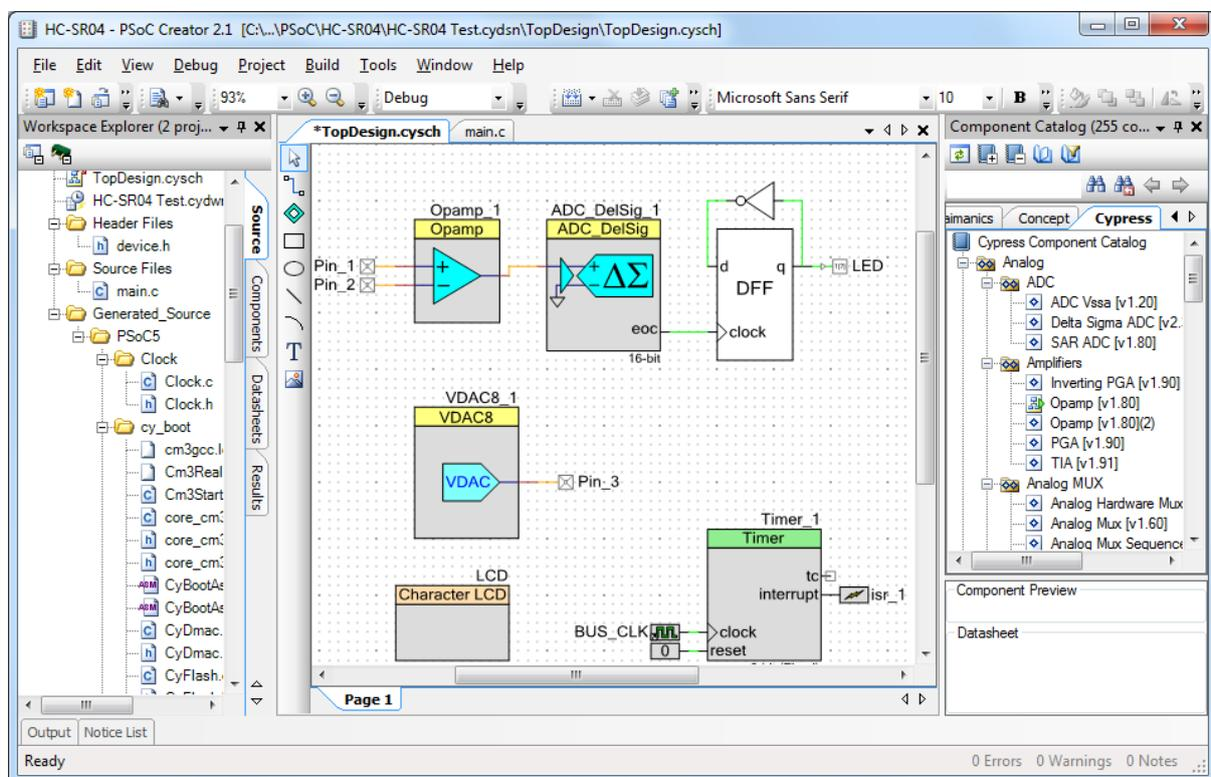 HC-SR04 - PSoC Creator 2.1 [C:\...\PSoC\HC-SR04\HC-SR04 Test.cydsn\TopDesign\TopDesign.cysch]
File Edit View Debug Project Build Tools Window Help
93% Debug Microsoft Sans Serif 10 B
Workspace Explorer (2 proj...
TopDesign.cysch
HC-SR04 Test.cydwr
Header Files
device.h
Source Files
main.c
Generated_Source
PSoC5
Clock
Clock.c
Clock.h
cy_boot
cm3gcc.l
Cm3Real
Cm3Start
core_cm3
core_cm3
core_cm3
CyBootAs
CyBootAs
CyDmac.
CyDmac.
CyFlash.
Source
Components
Datasheets
Results
*TopDesign.cysch main.c
T
Opamp_1
Opamp
Pin_1
Pin_2
+
−
ADC_DelSig_1
ADC_DelSig
+
−
ΔΣ
eoc
16-bit
d q
DFF
clock
LED
VDAC8_1
VDAC8
VDAC
Pin_3
LCD
Character LCD
Timer_1
Timer
tc
interrupt
isr_1
BUS_CLK
clock
0
reset
Page 1
Component Catalog (255 co...
aimanics Concept Cypress
Cypress Component Catalog
Analog
ADC
ADC Vssa [v1.20]
Delta Sigma ADC [v2.
SAR ADC [v1.80]
Amplifiers
Inverting PGA [v1.90]
Opamp [v1.80]
Opamp [v1.80](2)
PGA [v1.90]
TIA [v1.91]
Analog MUX
Analog Hardware Mux
Analog Mux [v1.60]
Analog Mux Sequence
Component Preview
Datasheet
Output Notice List
Ready
0 Errors 0 Warnings 0 Notes